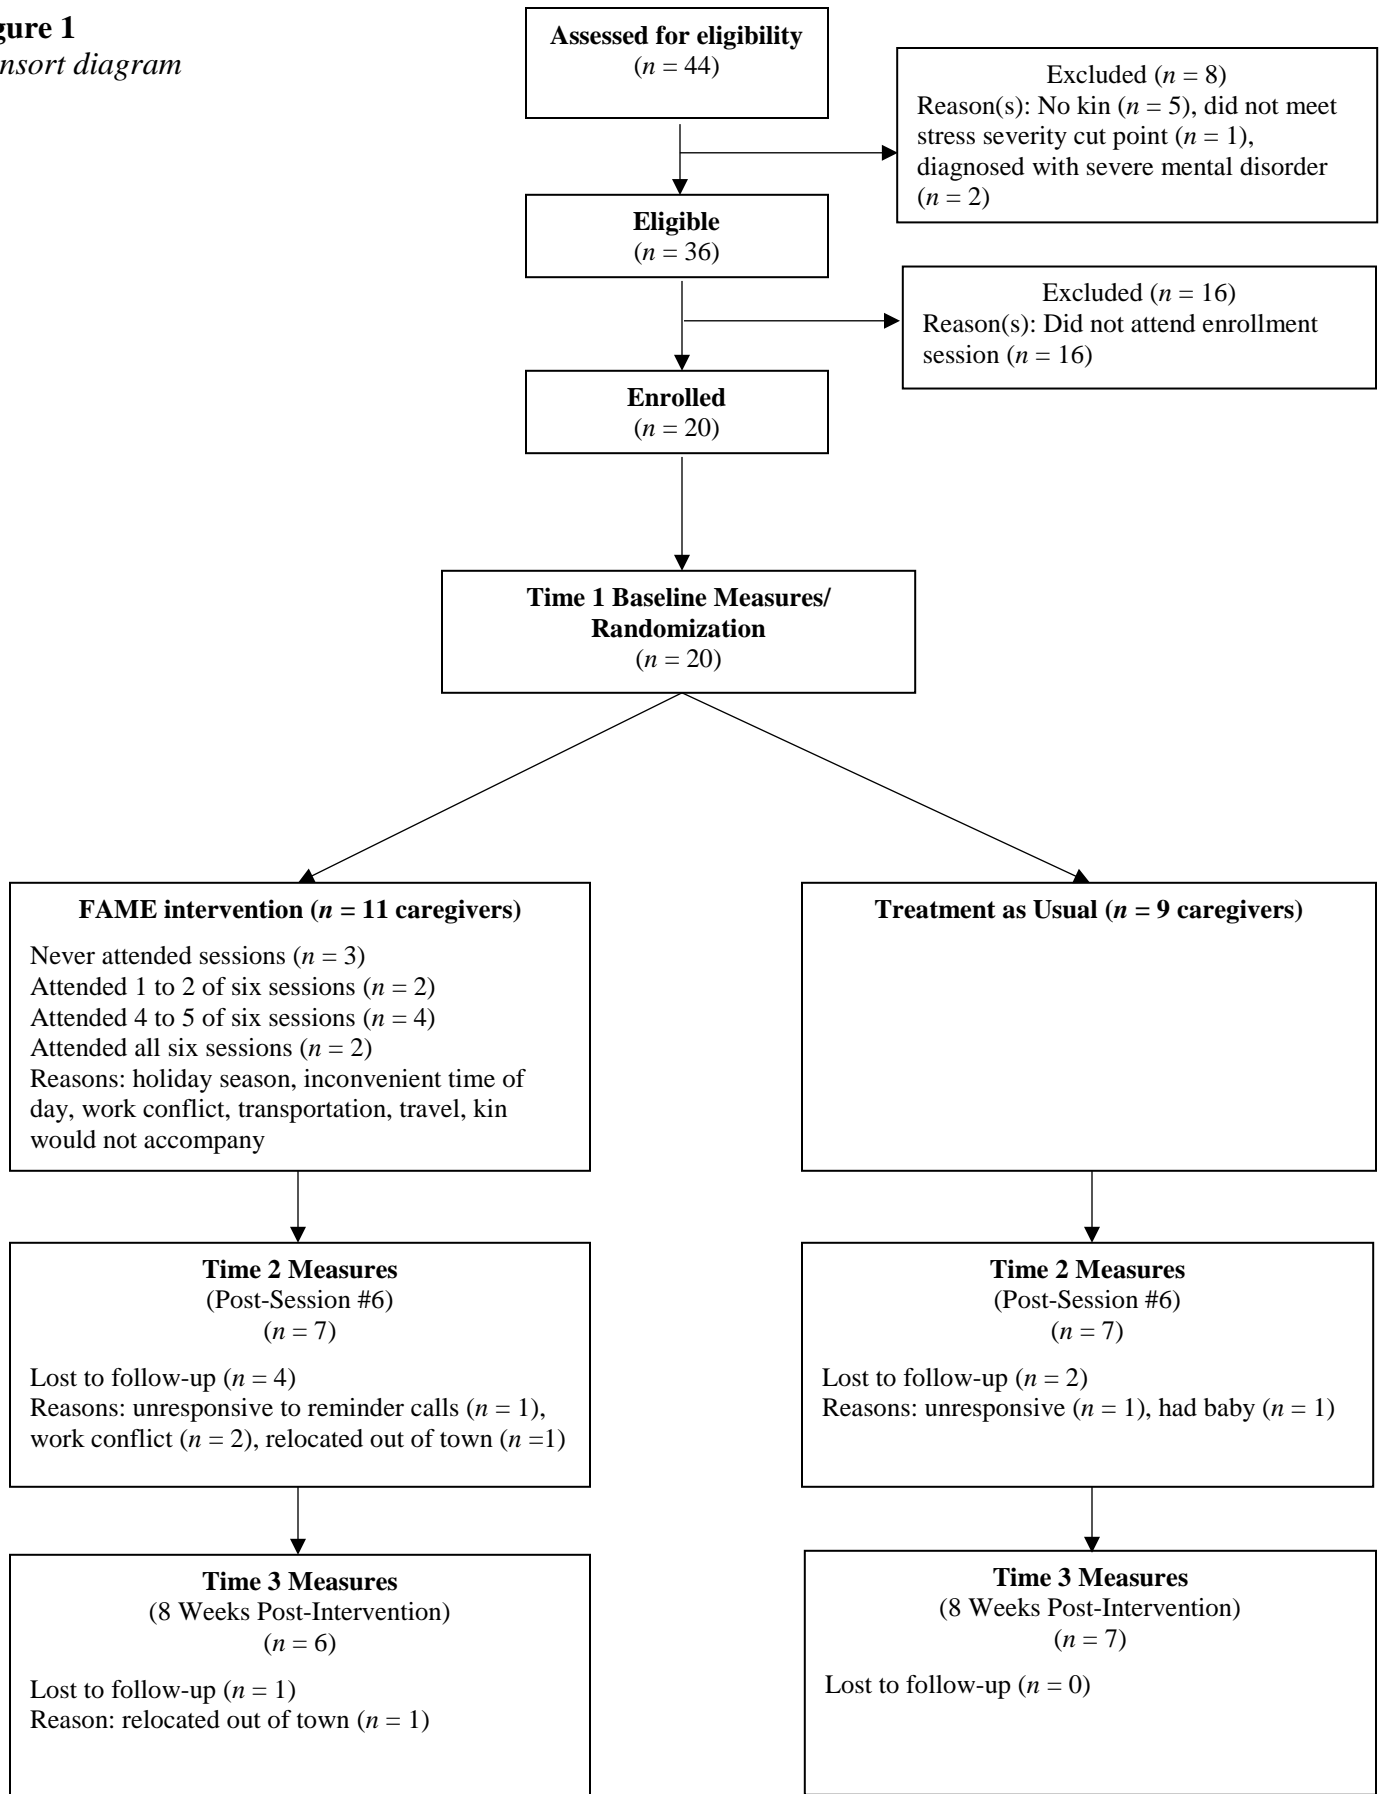 gure 1
nsort diagram
Assessed for eligibility
(n = 44)
Excluded (n = 8)
Reason(s): No kin (n = 5), did not meet
stress severity cut point (n = 1),
diagnosed with severe mental disorder
(n = 2)
Eligible
(n = 36)
Excluded (n = 16)
Reason(s): Did not attend enrollment
session (n = 16)
Enrolled
(n = 20)
Time 1 Baseline Measures/
Randomization
(n = 20)
FAME intervention (n = 11 caregivers)
Never attended sessions (n = 3)
Attended 1 to 2 of six sessions (n = 2)
Attended 4 to 5 of six sessions (n = 4)
Attended all six sessions (n = 2)
Reasons: holiday season, inconvenient time of
day, work conflict, transportation, travel, kin
would not accompany
Treatment as Usual (n = 9 caregivers)
Time 2 Measures
(Post-Session #6)
(n = 7)
Lost to follow-up (n = 4)
Reasons: unresponsive to reminder calls (n = 1),
work conflict (n = 2), relocated out of town (n =1)
Time 2 Measures
(Post-Session #6)
(n = 7)
Lost to follow-up (n = 2)
Reasons: unresponsive (n = 1), had baby (n = 1)
Time 3 Measures
(8 Weeks Post-Intervention)
(n = 6)
Lost to follow-up (n = 1)
Reason: relocated out of town (n = 1)
Time 3 Measures
(8 Weeks Post-Intervention)
(n = 7)
Lost to follow-up (n = 0)